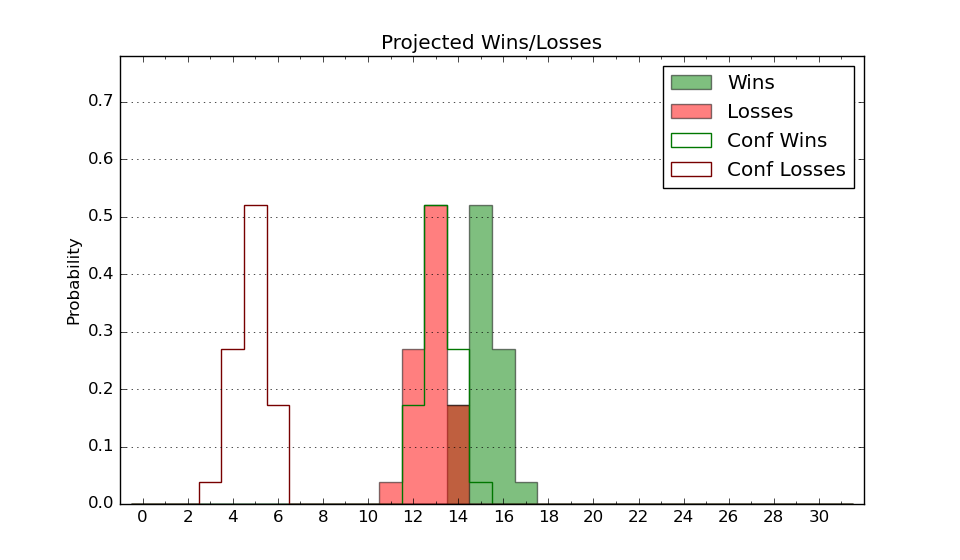 Projected Wins/Losses
Wins
Losses
Conf Wins
Conf Losses
Probability
0.7
0.6
0.5
0.4
0.3
0.2
0.1
0.0
0 2 4 6 8 10 12 14 16 18 20 22 24 26 28 30